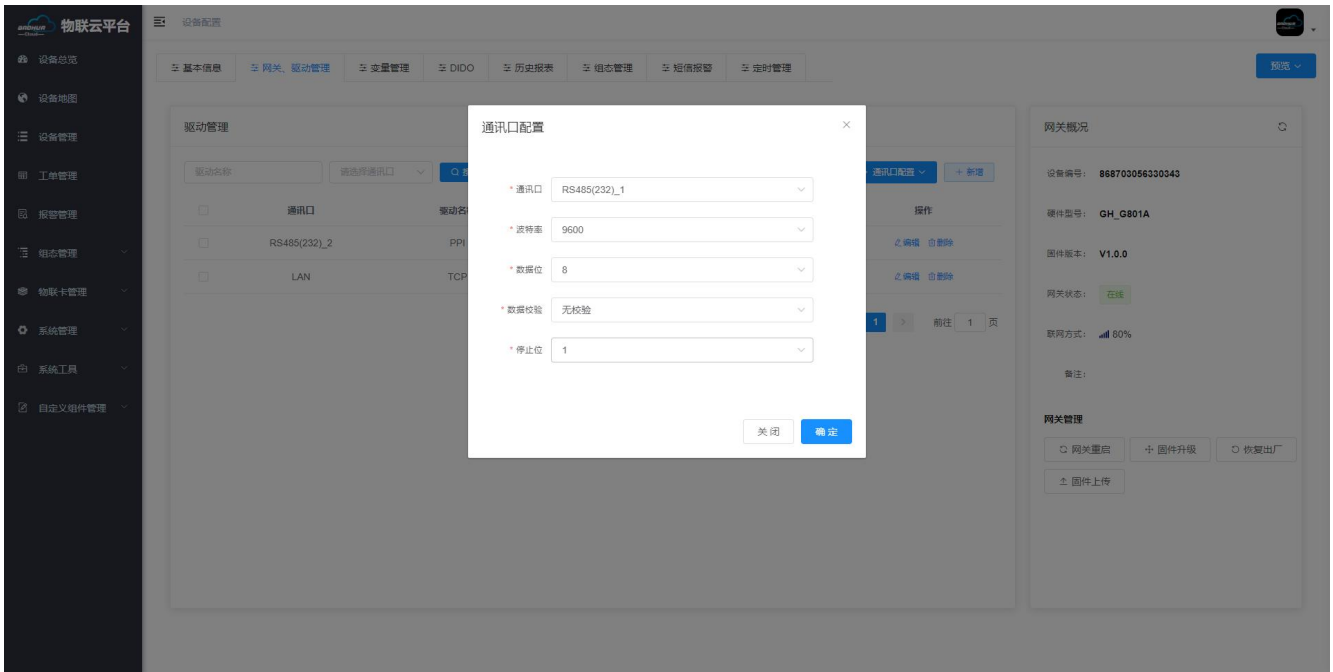 物联云平台
设备配置
设备总览
设备地图
设备管理
工单管理
报警管理
组态管理
物联卡管理
系统管理
系统工具
自定义组件管理
基本信息 网关、驱动管理 变量管理 DIDO 历史报表 组态管理 短信报警 定时管理
预览
驱动管理
驱动名称 请选择通讯口
通讯口配置 新增
通讯口 驱动名 操作
RS485(232)_2 PPI 编辑 删除
LAN TCP 编辑 删除
1 前往 1 页
通讯口配置
* 通讯口 RS485(232)_1
* 波特率 9600
* 数据位 8
* 数据校验 无校验
* 停止位 1
关闭 确定
网关概况
设备编号: 868703056330343
硬件型号: GH_G801A
固件版本: V1.0.0
网关状态: 在线
联网方式: 80%
备注:
网关管理
网关重启 固件升级 恢复出厂
固件上传